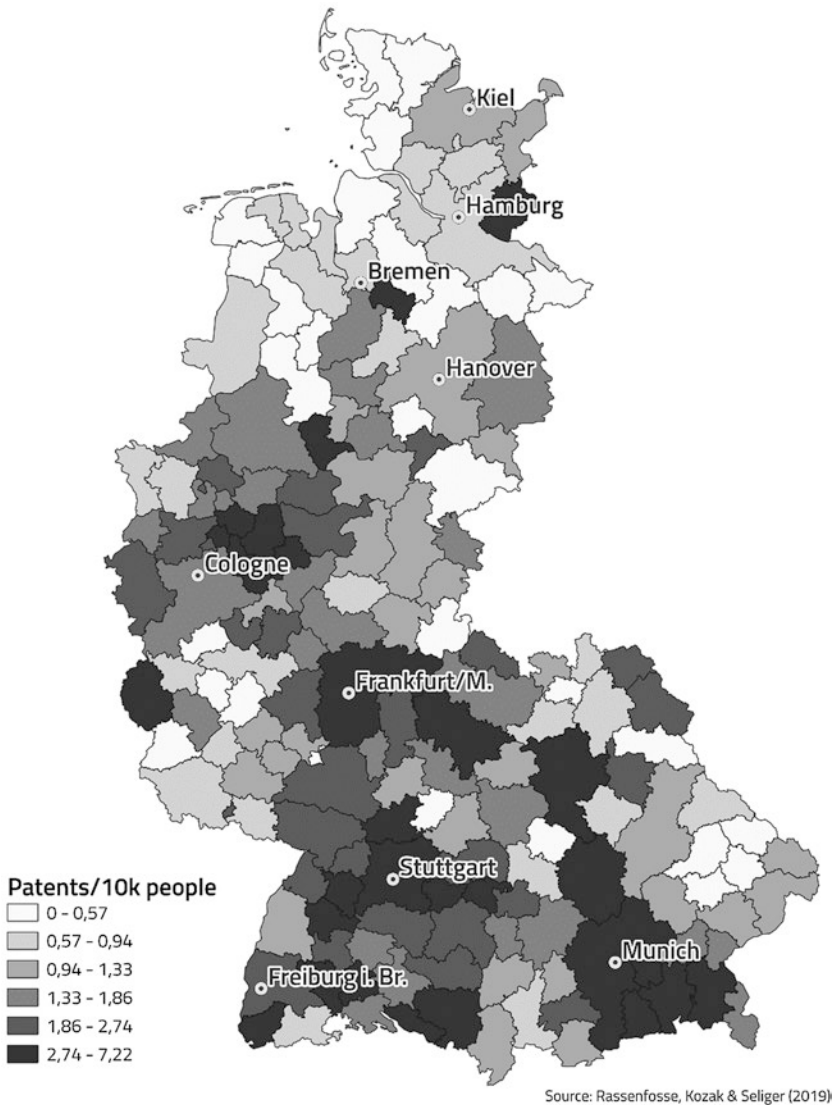 Kiel
Hamburg
Bremen
Hanover
Cologne
Frankfurt/M.
Stuttgart
Munich
Freiburg i. Br.
Patents/10k people
0 - 0,57
0,57 - 0,94
0,94 - 1,33
1,33 - 1,86
1,86 - 2,74
2,74 - 7,22
Source: Rassenfosse, Kozak & Seliger (2019)